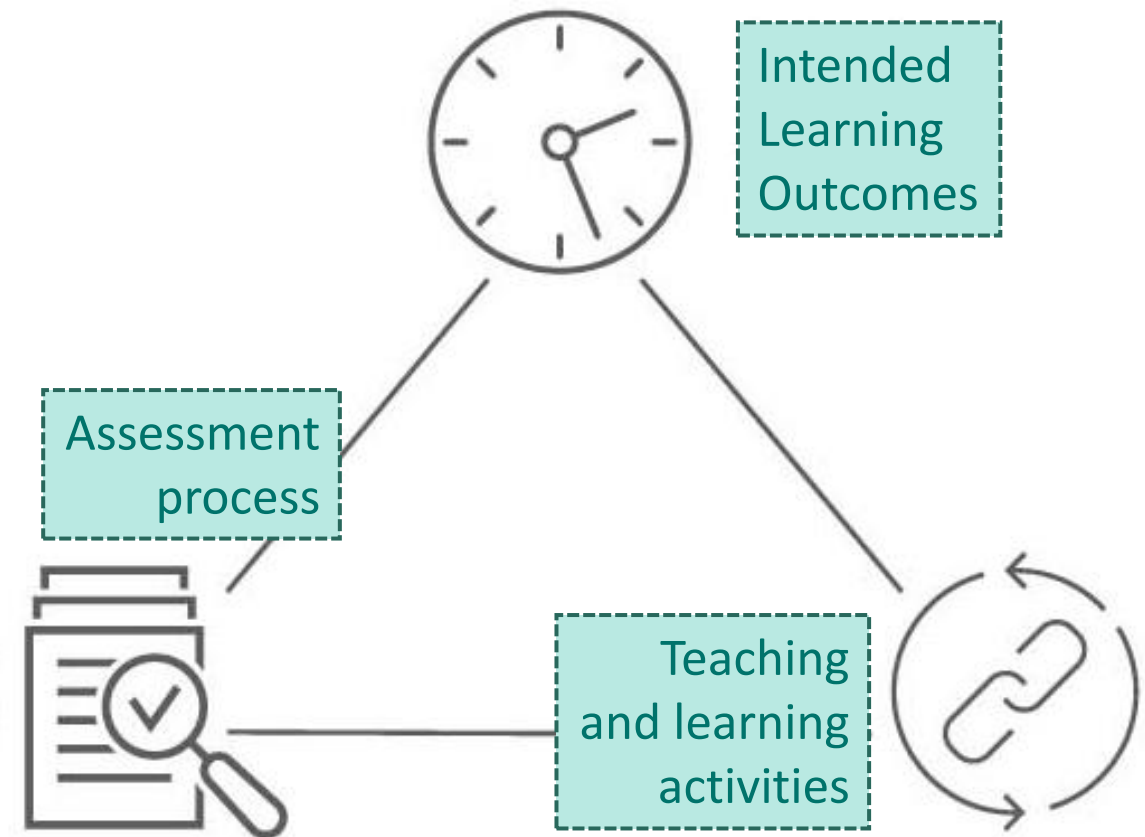 Intended
Learning
Outcomes
Assessment
process
Teaching
and learning
activities